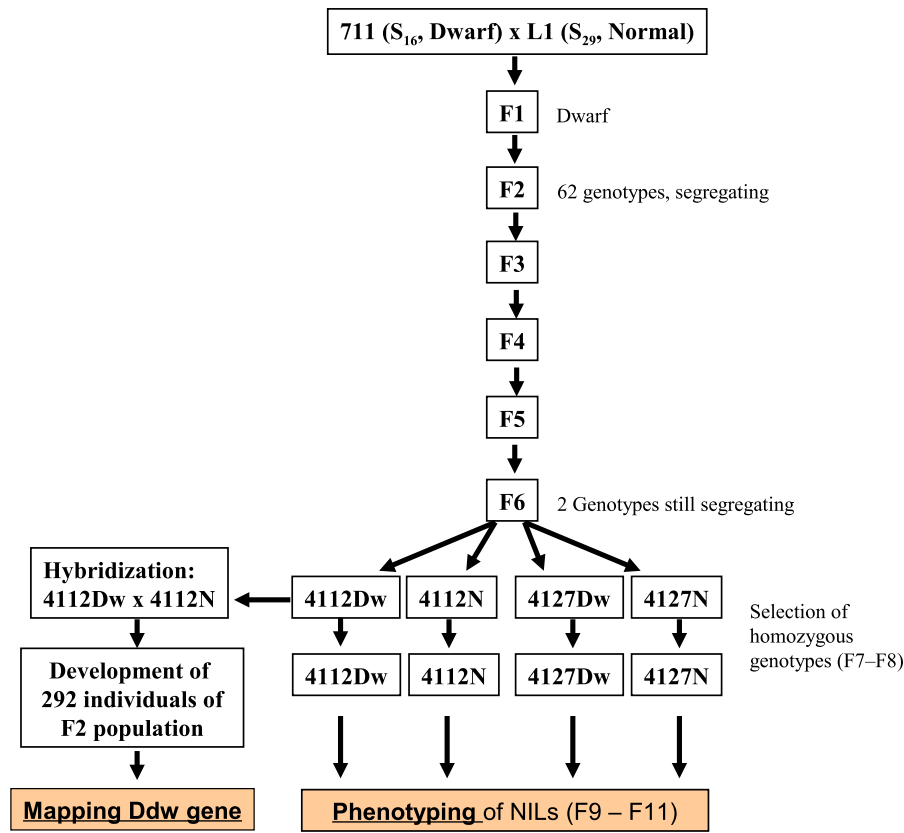 711 (S16, Dwarf) x L1 (S29, Normal)
F1
Dwarf
F2
62 genotypes, segregating
F3
F4
F5
F6
2 Genotypes still segregating
Hybridization:
4112Dw x 4112N
4112Dw
4112N
4127Dw
4127N
Selection of
homozygous
genotypes (F7–F8)
Development of
292 individuals of
F2 population
4112Dw
4112N
4127Dw
4127N
Mapping Ddw gene
Phenotyping of NILs (F9 – F11)